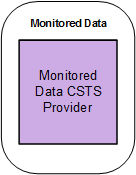 Monitored Data
Monitored
Data CSTS
Provider